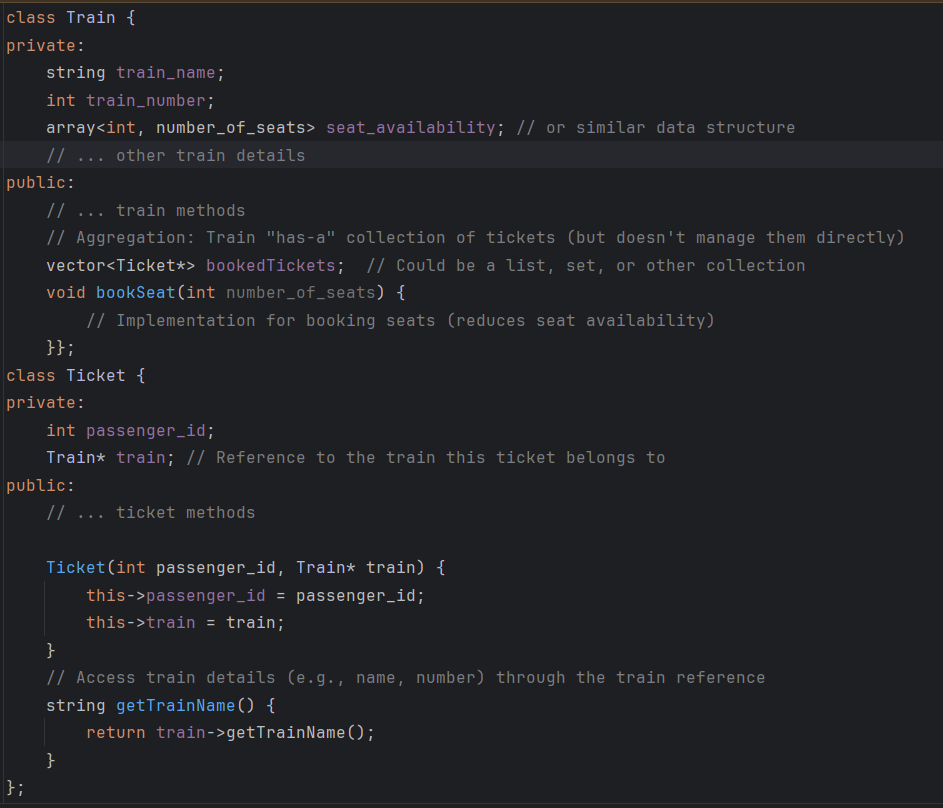 class Train {
private:
    string train_name;
    int train_number;
    array<int, number_of_seats> seat_availability; // or similar data structure
    // ... other train details
public:
    // ... train methods
    // Aggregation: Train "has-a" collection of tickets (but doesn't manage them directly)
    vector<Ticket*> bookedTickets;  // Could be a list, set, or other collection
    void bookSeat(int number_of_seats) {
        // Implementation for booking seats (reduces seat availability)
    }};
class Ticket {
private:
    int passenger_id;
    Train* train; // Reference to the train this ticket belongs to
public:
    // ... ticket methods

    Ticket(int passenger_id, Train* train) {
        this->passenger_id = passenger_id;
        this->train = train;
    }
    // Access train details (e.g., name, number) through the train reference
    string getTrainName() {
        return train->getTrainName();
    }
};